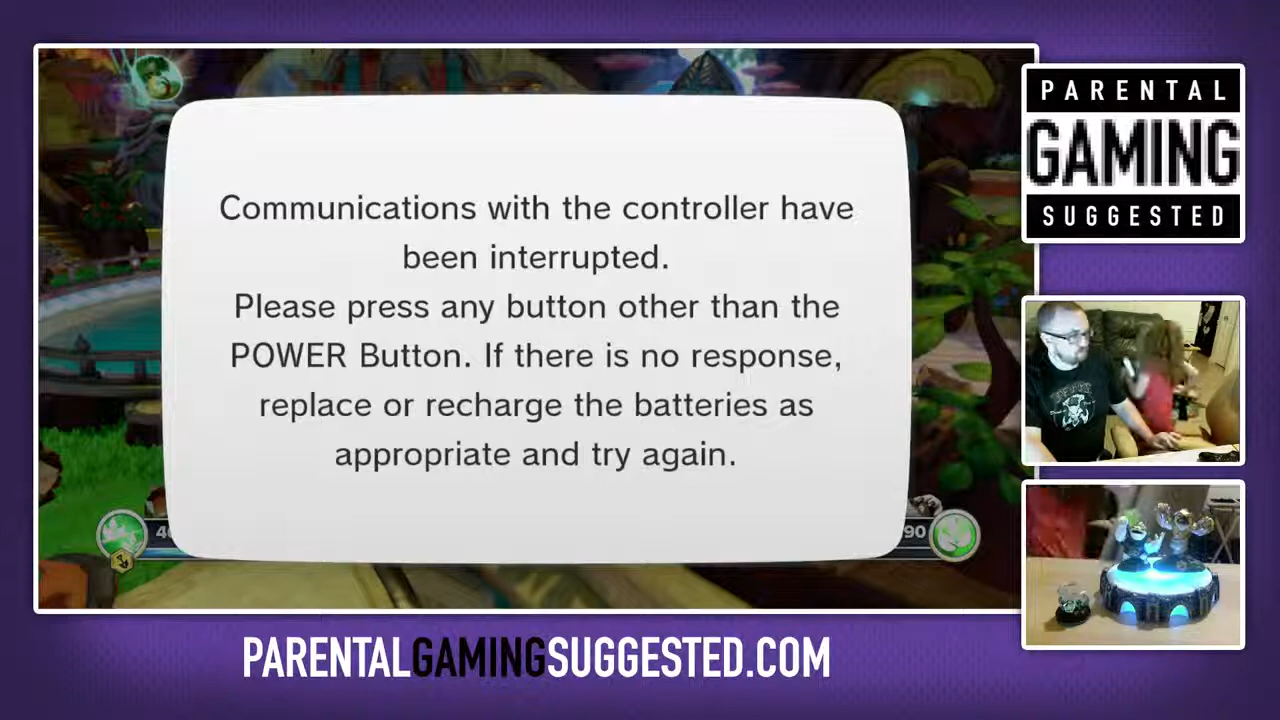 PARENTAL
GAMING
SUGGESTED
Communications with the controller have
been interrupted.
Please press any button other than the
POWER Button. If there is no response,
replace or recharge the batteries as
appropriate and try again.
90
PARENTALGAMINGSUGGESTED.COM